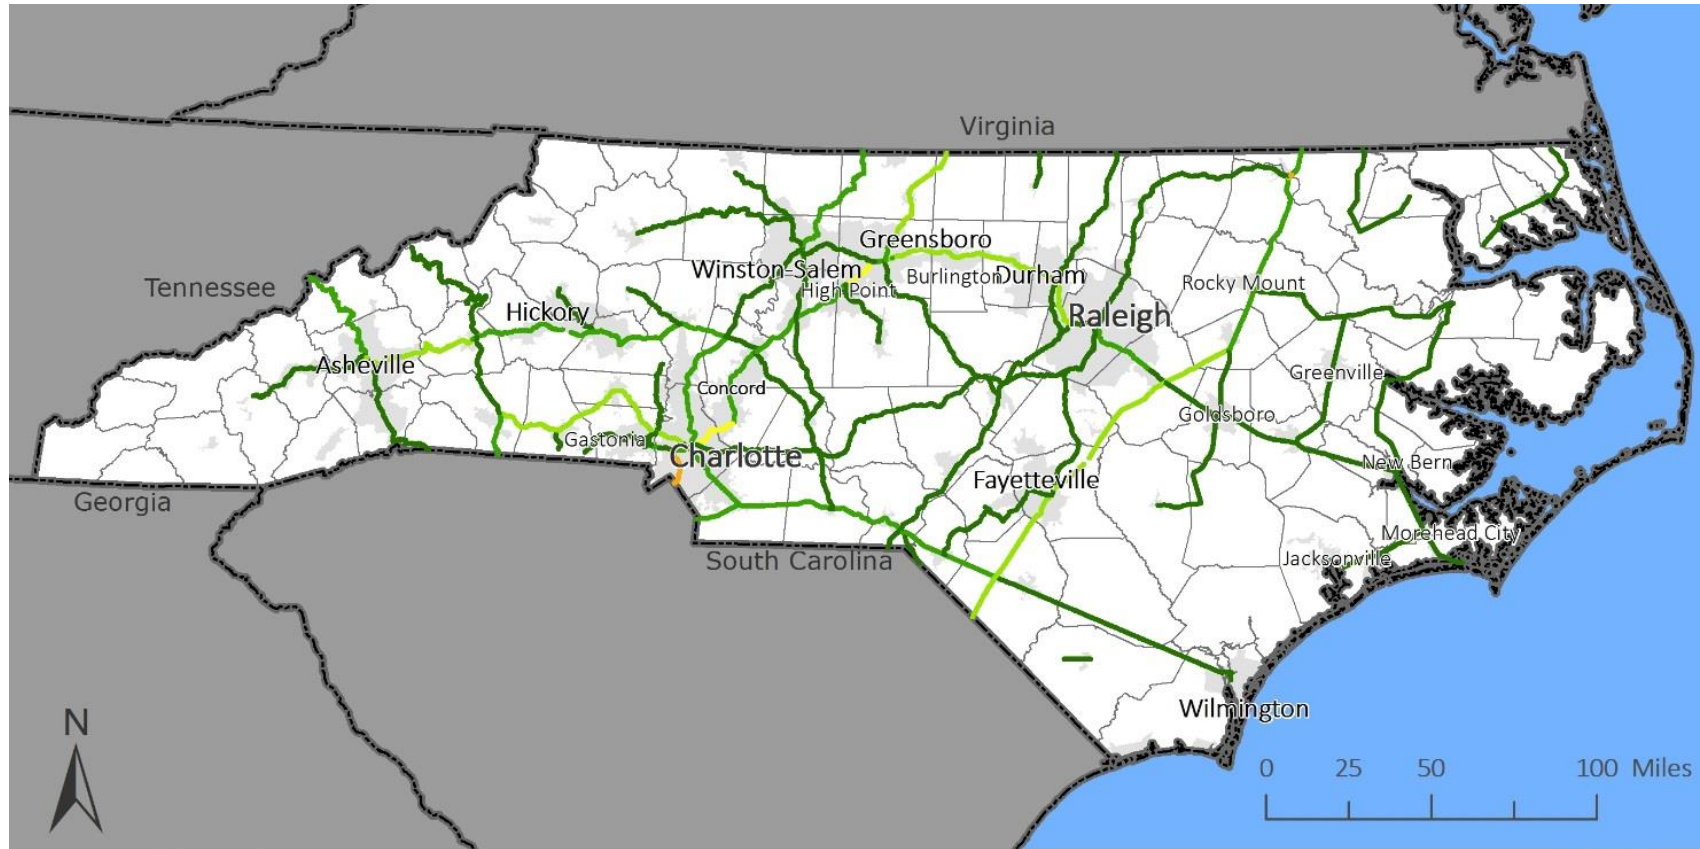 Virginia
Greensboro
Winston-Salem
Burlington
Durham
High Point
Tennessee
Rocky Mount
Hickory
Raleigh
Asheville
Greenville
Concord
Goldsboro
Gastonia
Charlotte
New Bern
Fayetteville
Georgia
Morehead City
South Carolina
Jacksonville
Wilmington
N
0 25 50 100 Miles